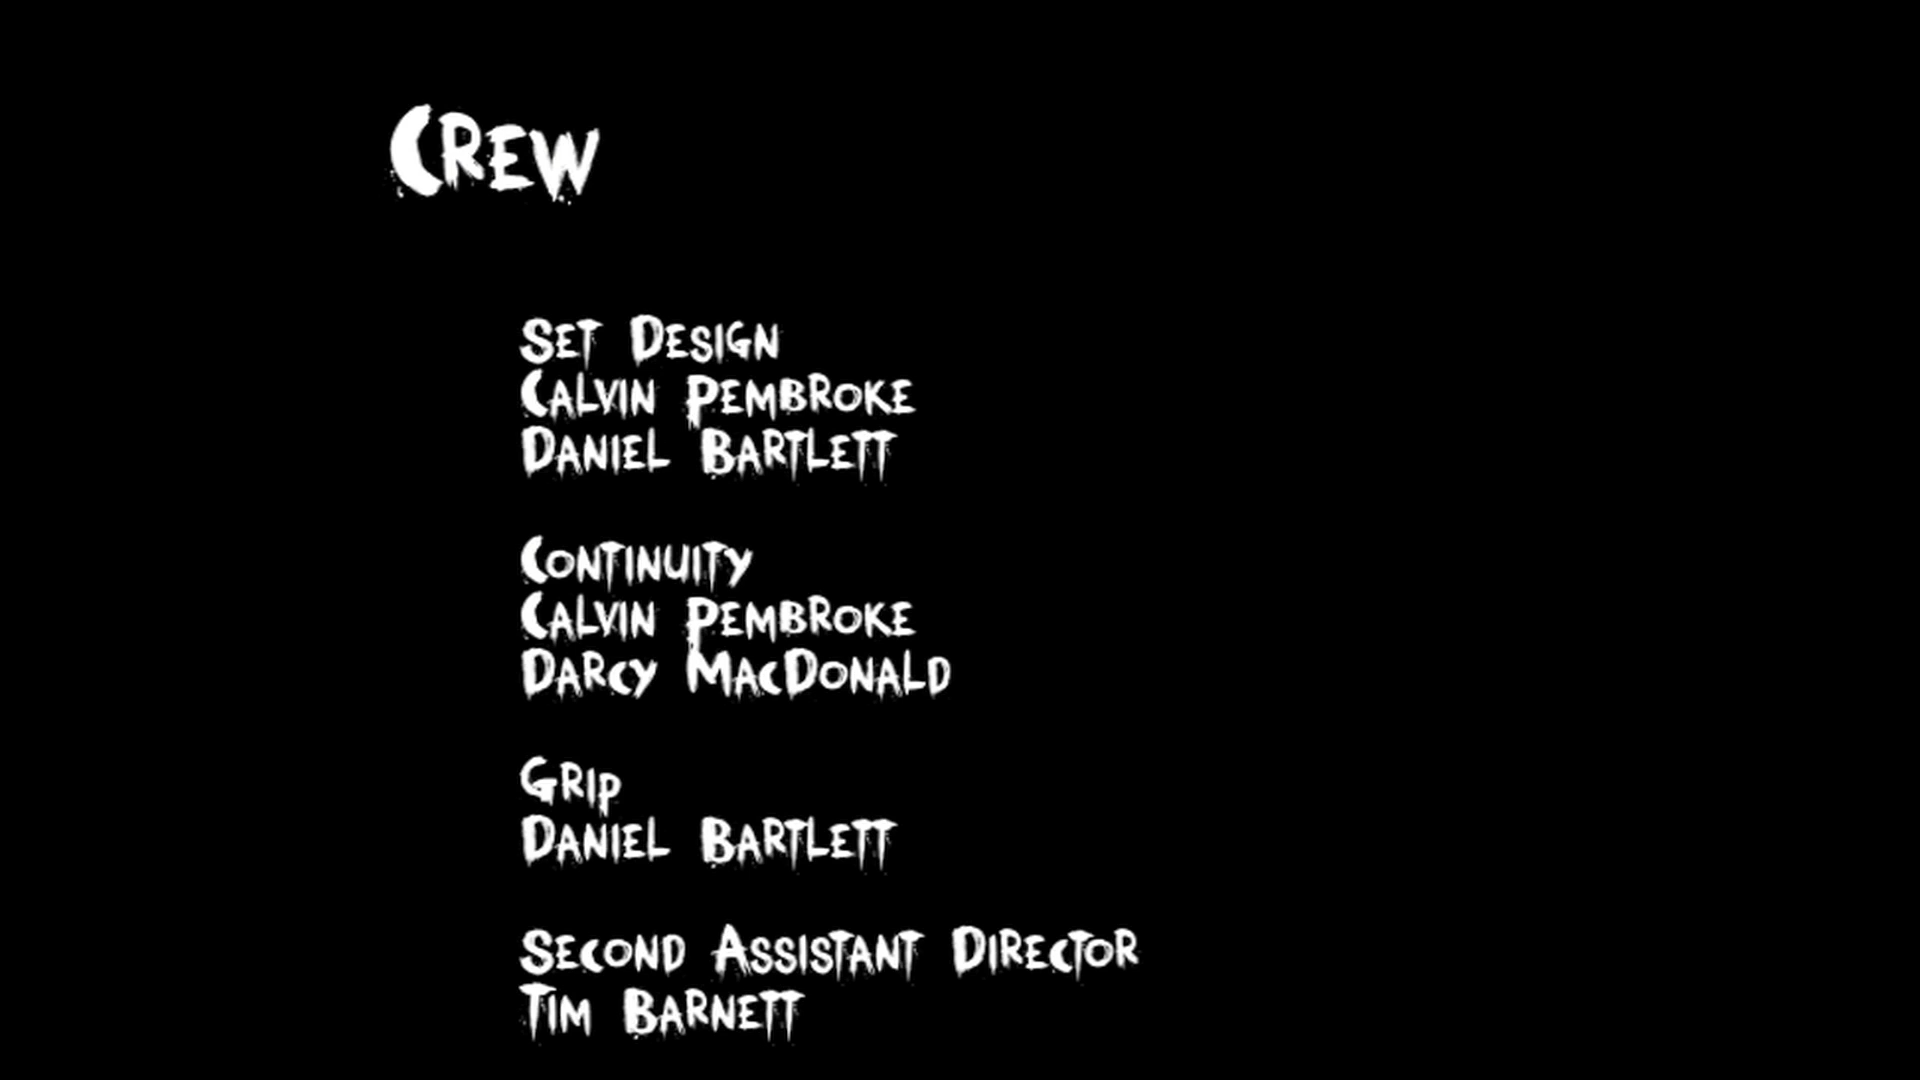 Crew
Set Design
Calvin Pembroke
Daniel Bartlett
Continuity
Calvin Pembroke
Darcy MacDonald
Grip
Daniel Bartlett
Second Assistant Director
Tim Barnett